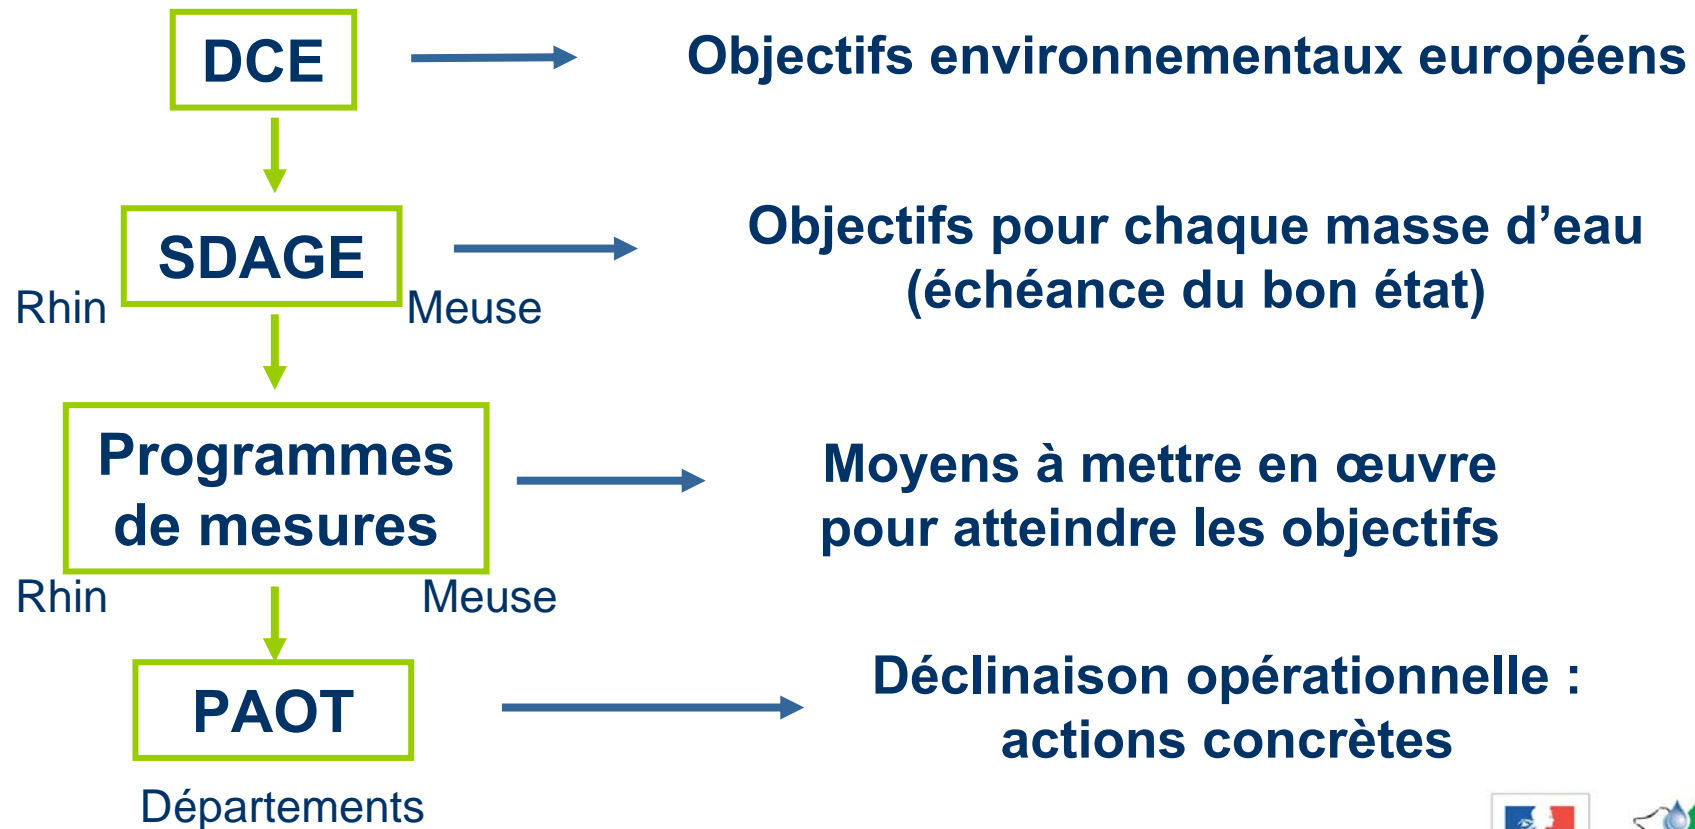 DCE
Objectifs environnementaux européens
SDAGE
Rhin
Meuse
Objectifs pour chaque masse d’eau
(échéance du bon état)
Programmes
de mesures
Rhin
Meuse
Moyens à mettre en œuvre
pour atteindre les objectifs
PAOT
Départements
Déclinaison opérationnelle :
actions concrètes